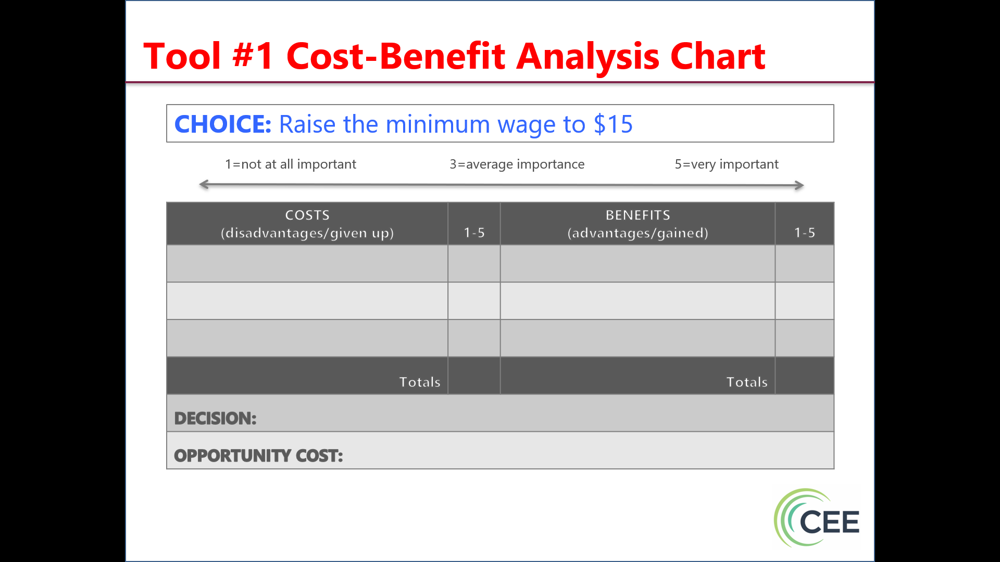 Tool #1 Cost-Benefit Analysis Chart
CHOICE: Raise the minimum wage to $15
1=not at all important 3=average importance 5=very important
COSTS
(disadvantages/given up) 1-5
BENEFITS
(advantages/gained) 1-5
Totals Totals
DECISION:
OPPORTUNITY COST:
CEE